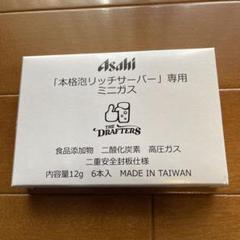 Asahi
「本格泡リッチサーバー」専用
ミニガス
THE
DRAFTERS
食品添加物 二酸化炭素 高圧ガス
二重安全封板仕様
内容量12g 6本入 MADE IN TAIWAN